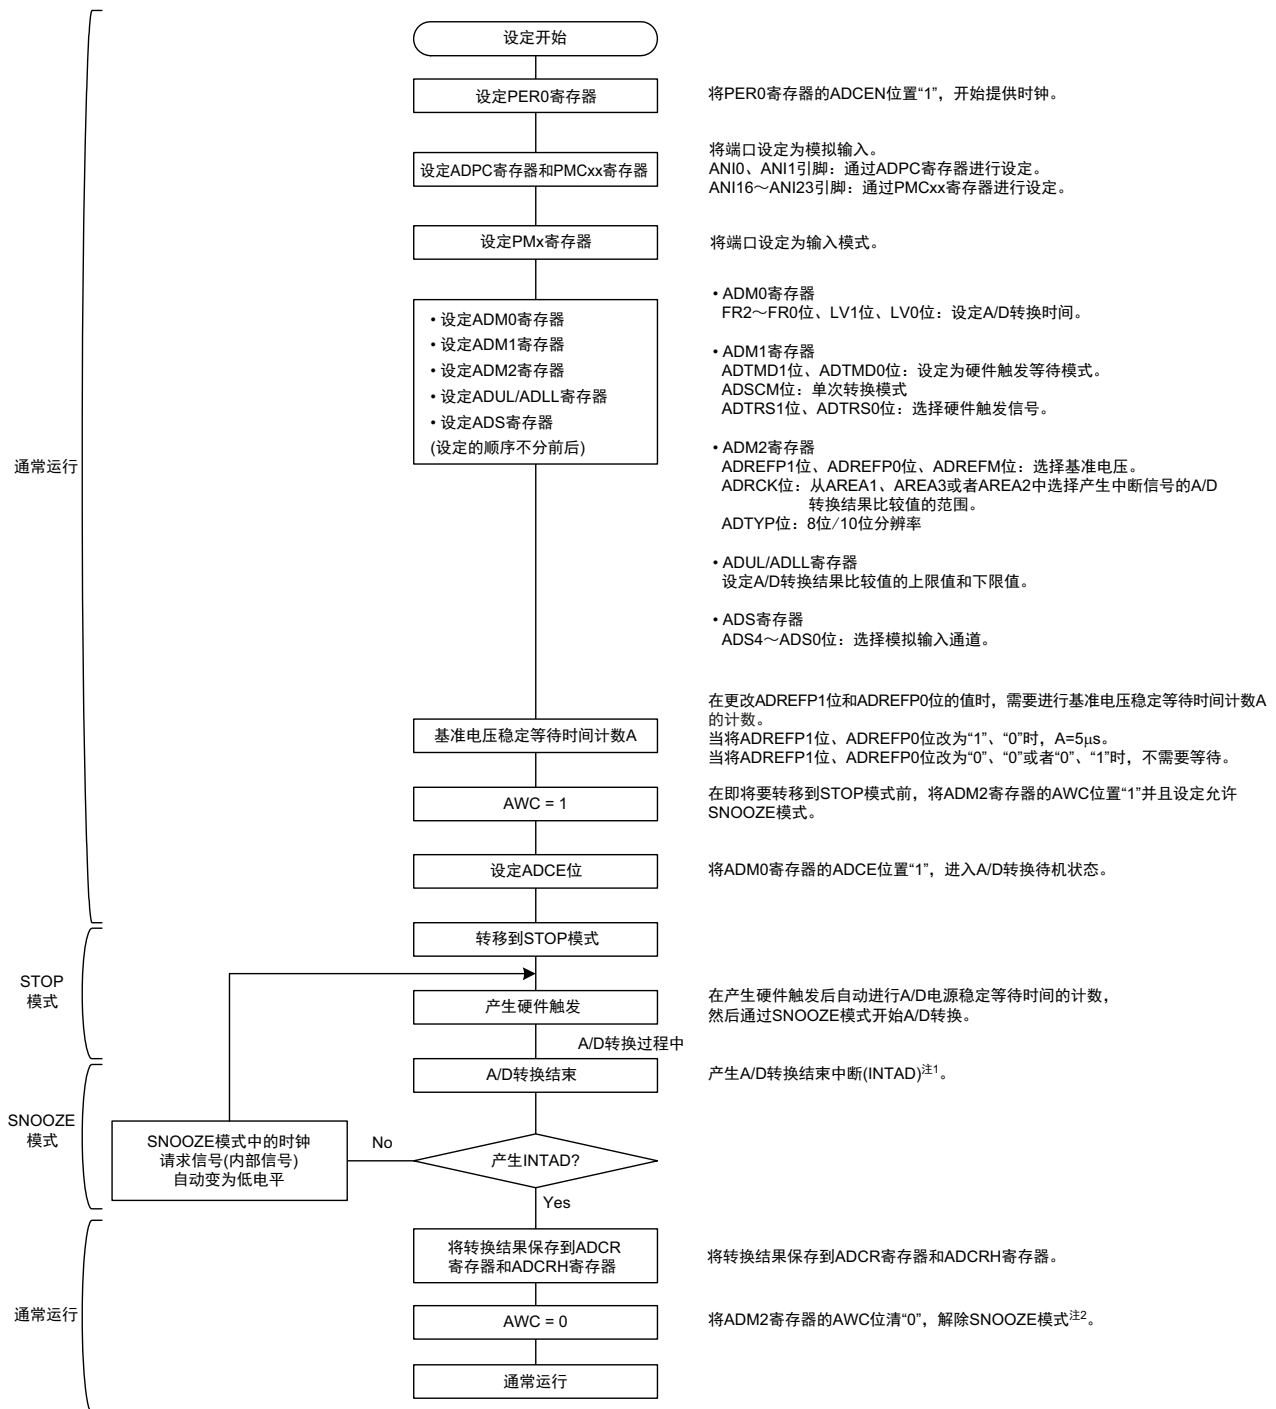 设定开始
设定PER0寄存器
将PER0寄存器的ADCEN位置“1”，开始提供时钟。
设定ADPC寄存器和PMCxx寄存器
将端口设定为模拟输入。
ANI0、ANI1引脚：通过ADPC寄存器进行设定。
ANI16～ANI23引脚：通过PMCxx寄存器进行设定。
设定PMx寄存器
将端口设定为输入模式。
• 设定ADM0寄存器
• 设定ADM1寄存器
• 设定ADM2寄存器
• 设定ADUL/ADLL寄存器
• 设定ADS寄存器
(设定的顺序不分前后)
• ADM0寄存器
FR2～FR0位、LV1位、LV0位：设定A/D转换时间。
• ADM1寄存器
ADTMD1位、ADTMD0位：设定为硬件触发等待模式。
ADSCM位：单次转换模式
ADTRS1位、ADTRS0位：选择硬件触发信号。
• ADM2寄存器
ADREFP1位、ADREFP0位、ADREFM位：选择基准电压。
ADRCK位：从AREA1、AREA3或者AREA2中选择产生中断信号的A/D
转换结果比较值的范围。
ADTYP位：8位/10位分辨率
• ADUL/ADLL寄存器
设定A/D转换结果比较值的上限值和下限值。
• ADS寄存器
ADS4～ADS0位：选择模拟输入通道。
通常运行
基准电压稳定等待时间计数A
在更改ADREFP1位和ADREFP0位的值时，需要进行基准电压稳定等待时间计数A
的计数。
当将ADREFP1位、ADREFP0位改为“1”、“0”时，A=5μs。
当将ADREFP1位、ADREFP0位改为“0”、“0”或者“0”、“1”时，不需要等待。
AWC = 1
在即将要转移到STOP模式前，将ADM2寄存器的AWC位置“1”并且设定允许
SNOOZE模式。
设定ADCE位
将ADM0寄存器的ADCE位置“1”，进入A/D转换待机状态。
转移到STOP模式
STOP
模式
产生硬件触发
在产生硬件触发后自动进行A/D电源稳定等待时间的计数，
然后通过SNOOZE模式开始A/D转换。
A/D转换过程中
A/D转换结束
产生A/D转换结束中断(INTAD)注1。
SNOOZE
模式
SNOOZE模式中的时钟
请求信号(内部信号)
自动变为低电平
No
产生INTAD?
Yes
将转换结果保存到ADCR
寄存器和ADCRH寄存器
将转换结果保存到ADCR寄存器和ADCRH寄存器。
通常运行
AWC = 0
将ADM2寄存器的AWC位清“0”，解除SNOOZE模式注2。
通常运行